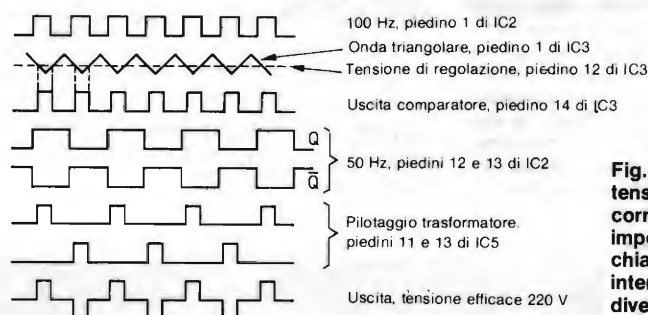 100 Hz, piedino 1 di IC2
Onda triangolare, piedino 1 di IC3
Tensione di regolazione, piedino 12 di IC3
Uscita comparatore, piedino 14 di IC3
Q
50 Hz, piedini 12 e 13 di IC2
Q̅
Pilotaggio trasformatore.
piedini 11 e 13 di IC5
Uscita, tensione efficace 220 V
Fig.
tens
corr
impo
chia
inter
dive